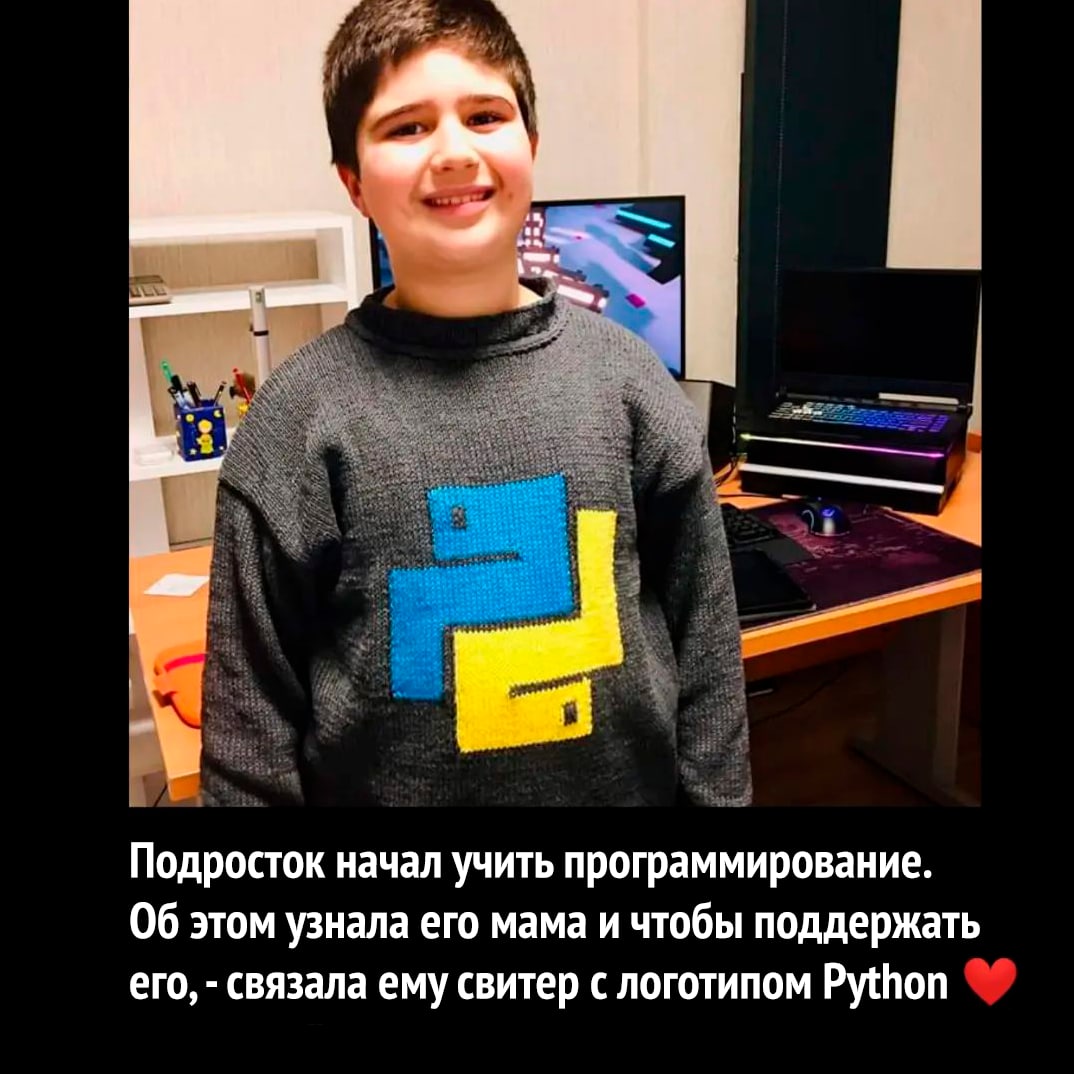 Подросток начал учить программирование.
Об этом узнала его мама и чтобы поддержать
его, - связала ему свитер с логотипом Python ❤️